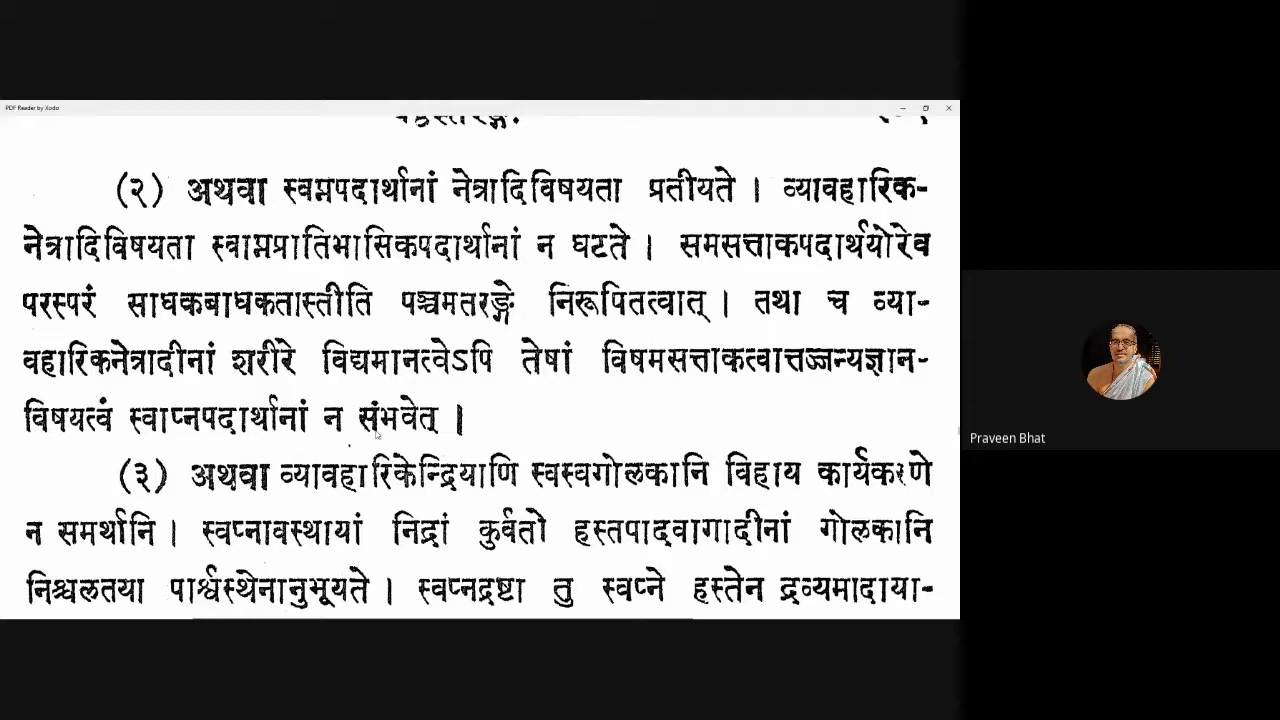 PDF Reader by Xodo
(२) अथवा स्वप्नपदार्थानां नेत्रादिविषयता प्रतीयते । व्यावहारिक-
नेत्रादिविषयता स्वाप्नप्रातिभासिकपदार्थानां न घटते । समसत्ताकपदार्थयोरेव
परस्परं साधकबाधकतास्तीति पञ्चमतरङ्गे निरूपितत्वात् । तथा च व्या-
वहारिकनेत्रादीनां शरीरे विद्यमानत्वेऽपि तेषां विषमसत्ताकत्वात्तज्जन्यज्ञान-
विषयत्वं स्वाप्नपदार्थानां न संभवेत् ।
(३) अथवा व्यावहारिकेन्द्रियाणि स्वस्वगोलकानि विहाय कार्यकरणे
न समर्थानि । स्वप्नावस्थायां निद्रां कुर्वतो हस्तपादवागादीनां गोलकानि
निश्चलतया पार्श्वस्थेनानुभूयते । स्वप्नद्रष्टा तु स्वप्ने हस्तेन द्रव्यमादाया-
Praveen Bhat